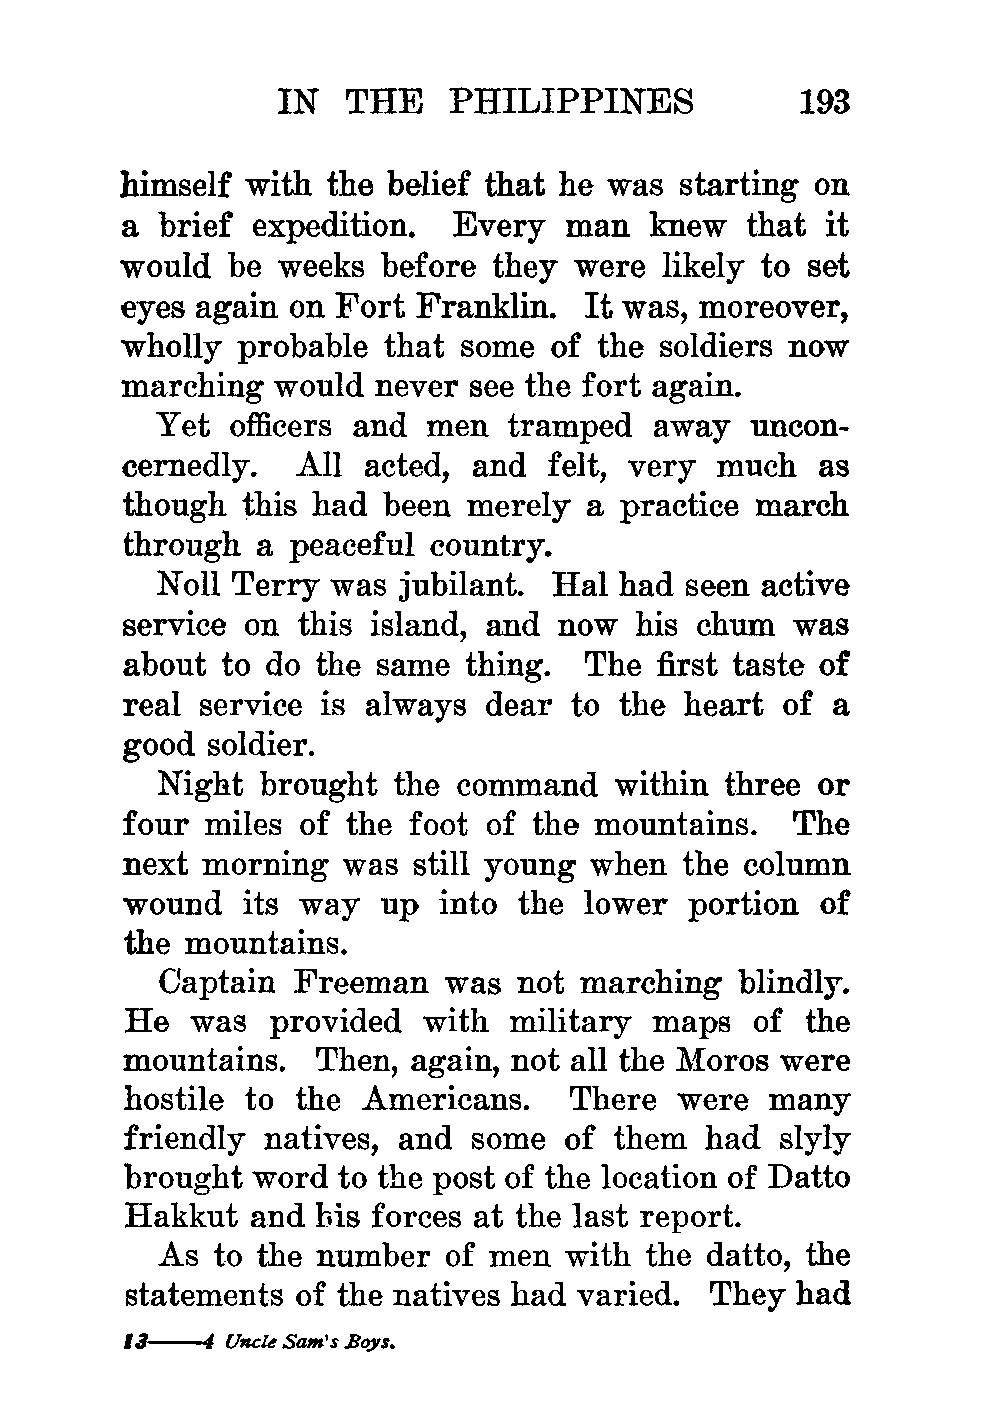 IN THE PHILIPPINES 193
himself with the belief that he was starting on
a brief expedition. Every man knew that it
would be weeks before they were likely to set
eyes again on Fort Franklin. It was, moreover,
wholly probable that some of the soldiers now
marching would never see the fort again.
Yet officers and men tramped away uncon-
cernedly. All acted, and felt, very much as
though this had been merely a practice march
through a peaceful country.
Noll Terry was jubilant. Hal had seen active
service on this island, and now his chum was
about to do the same thing. The first taste of
real service is always dear to the heart of a
good soldier.
Night brought the command within three or
four miles of the foot of the mountains. The
next morning was still young when the column
wound its way up into the lower portion of
the mountains.
Captain Freeman was not marching blindly.
He was provided with military maps of the
mountains. Then, again, not all the Moros were
hostile to the Americans. There were many
friendly natives, and some of them had slyly
brought word to the post of the location of Datto
Hakkut and his forces at the last report.
As to the number of men with the datto, the
statements of the natives had varied. They had
13——4 Uncle Sam's Boys.